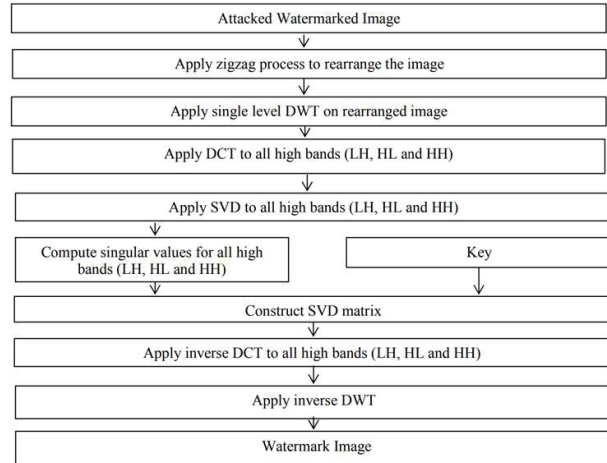 Attacked Watermarked Image
Apply zigzag process to rearrange the image
Apply single level DWT on rearranged image
Apply DCT to all high bands (LH, HL and HH)
Apply SVD to all high bands (LH, HL and HH)
Compute singular values for all high
bands (LH, HL and HH)
Key
Construct SVD matrix
Apply inverse DCT to all high bands (LH, HL and HH)
Apply inverse DWT
Watermark Image